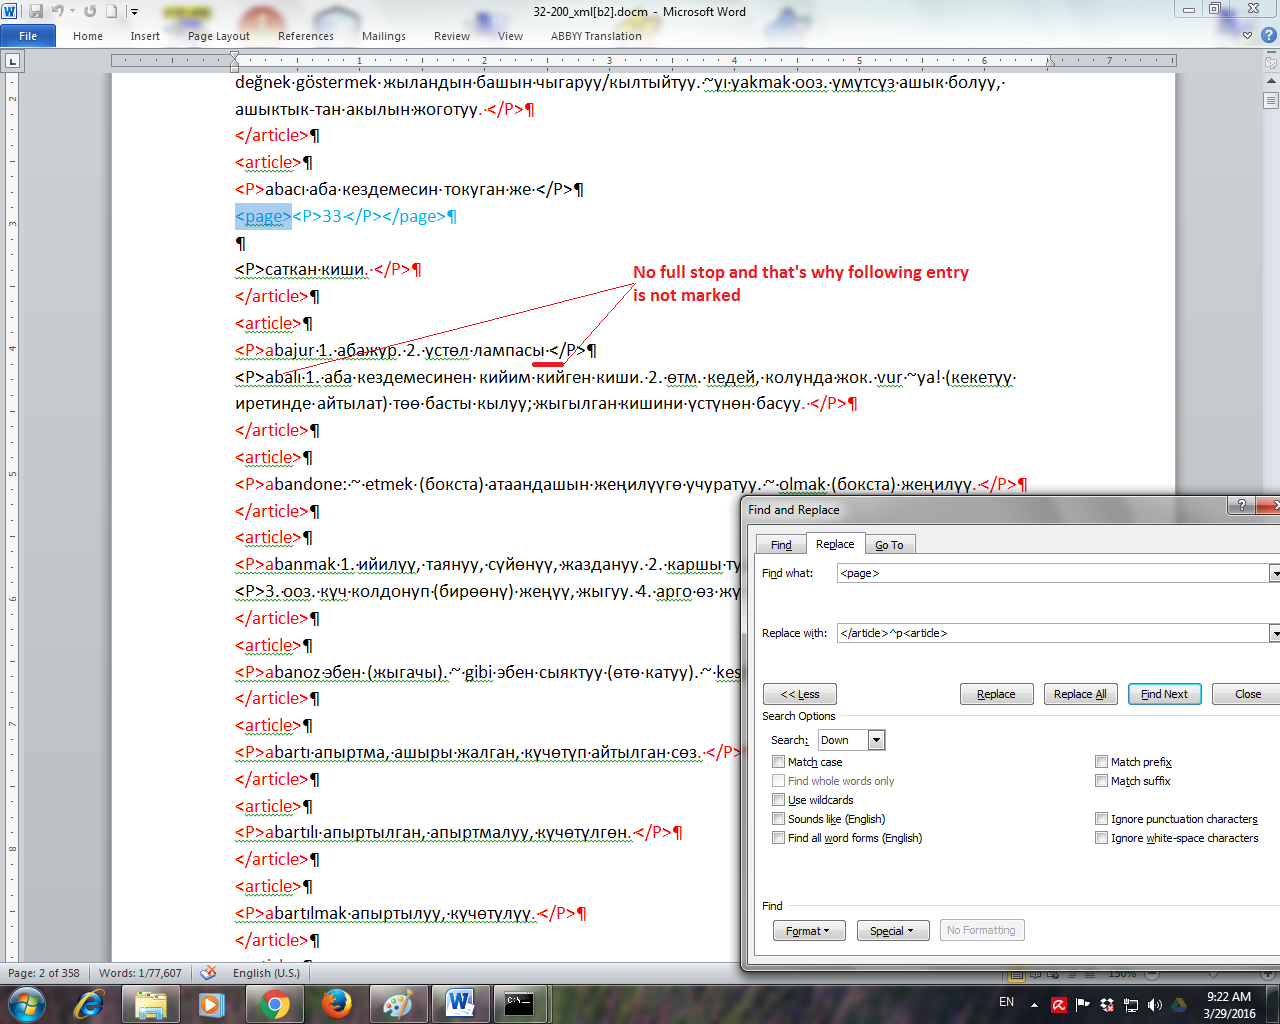 32-200_xml[b2].docm - Microsoft Word
File Home Insert Page Layout References Mailings Review View ABBYY Translation
değnek·göstermek·жыландын·башын·чыгаруу/кылтыйтуу.·~yı·yakmak·ооз.·үмүтсүз·ашык·болуу,·
ашыктык-тан·акылын·жоготуу.·</P>¶
</article>¶
<article>¶
<P>abacı·аба·кездемесин·токуган·же·</P>¶
<page><P>33·</P></page>¶
¶
<P>саткан·киши.·</P>¶
No full stop and that's why following entry
is not marked
</article>¶
<article>¶
<P>abajur·1.·абажур.·2.·үстөл·лампасы·</P>¶
<P>abalı·1.·аба·кездемесинен·кийим·кийген·киши.·2.·өтм.·кедей,·колунда·жок.·vur·~ya!·(кекетүү·
иретинде·айтылат)·төө·басты·кылуу;·жыгылган·кишини·үстүнөн·басуу.·</P>¶
</article>¶
<article>¶
<P>abandone:·~·etmek·(бокста)·атаандашын·жеңилүүгө·учуратуу.·~·olmak·(бокста)·жеңилүү.·</P>¶
</article>¶
<article>¶
<P>abanmak·1.·ийилүү,·таянуу,·сүйөнүү,·жаздануу.·2.·каршы·ту
<P>3.·ооз.·күч·колдонуп·(бирөөнү)·жеңүү,·жыгуу.·4.·арго·өз·жү
</article>¶
<article>¶
<P>abanoz·эбен·(жыгачы).·~·gibi·эбен·сыяктуу·(өтө·катуу).·~·kes
</article>¶
<article>¶
<P>abartı·апыртма,·ашыры·жалган,·күчөтүп·айтылган·сөз.·</P>
</article>¶
<article>¶
<P>abartılı·апыртылган,·апыртмалуу,·күчөтүлгөн.·</P>¶
</article>¶
<article>¶
<P>abartılmak·апыртылуу,·күчөтүлүү.·</P>¶
</article>¶
Find and Replace
Find Replace Go To
Find what: <page>
Replace with: </article>^p<article>
<< Less Replace Replace All Find Next Close
Search Options
Search: Down
Match case Match prefix
Find whole words only Match suffix
Use wildcards
Sounds like (English) Ignore punctuation characters
Find all word forms (English) Ignore white-space characters
Find
Format Special No Formatting
Page: 2 of 358 Words: 1/77,607 English (U.S.) 150%
EN 9:22 AM
3/29/2016